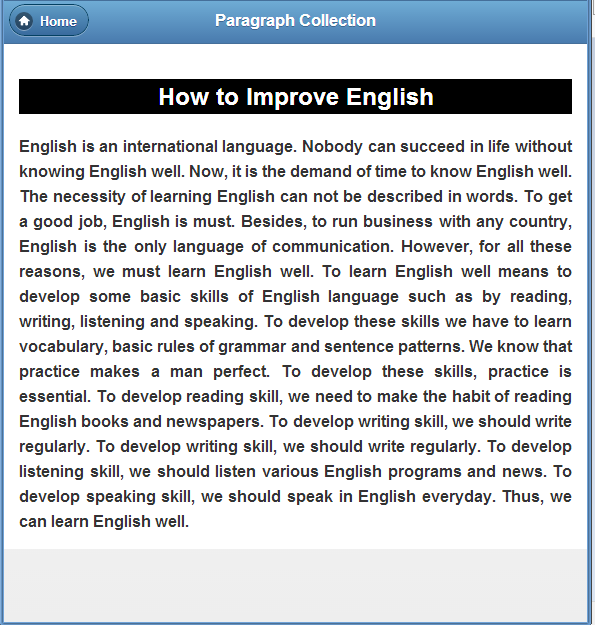 Home
Paragraph Collection
How to Improve English
English is an international language. Nobody can succeed in life without
knowing English well. Now, it is the demand of time to know English well.
The necessity of learning English can not be described in words. To get
a good job, English is must. Besides, to run business with any country,
English is the only language of communication. However, for all these
reasons, we must learn English well. To learn English well means to
develop some basic skills of English language such as by reading,
writing, listening and speaking. To develop these skills we have to learn
vocabulary, basic rules of grammar and sentence patterns. We know that
practice makes a man perfect. To develop these skills, practice is
essential. To develop reading skill, we need to make the habit of reading
English books and newspapers. To develop writing skill, we should write
regularly. To develop writing skill, we should write regularly. To develop
listening skill, we should listen various English programs and news. To
develop speaking skill, we should speak in English everyday. Thus, we
can learn English well.